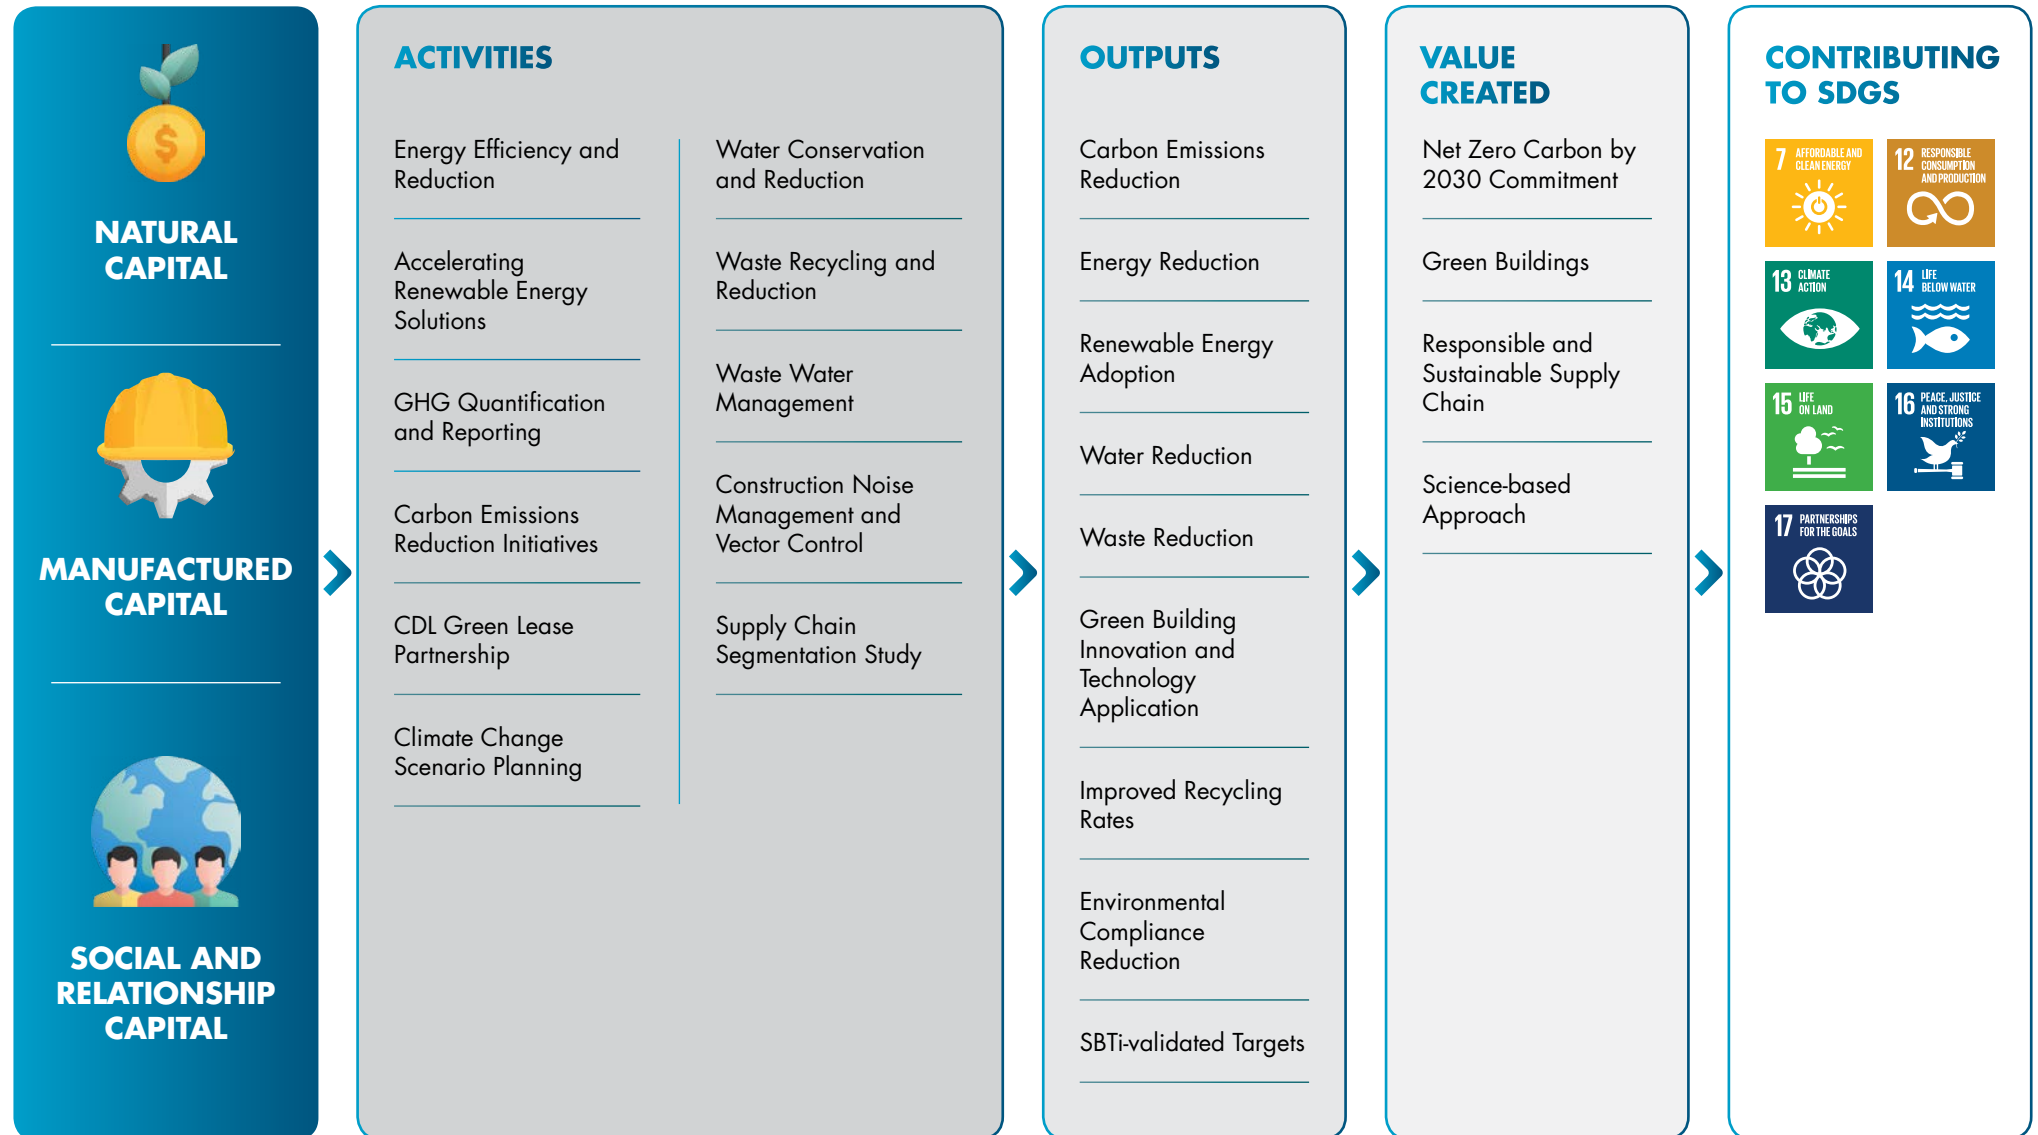 NATURAL
CAPITAL
MANUFACTURED
CAPITAL
SOCIAL AND
RELATIONSHIP
CAPITAL
ACTIVITIES
Energy Efficiency and
Reduction
Accelerating
Renewable Energy
Solutions
GHG Quantification
and Reporting
Carbon Emissions
Reduction Initiatives
CDL Green Lease
Partnership
Climate Change
Scenario Planning
Water Conservation
and Reduction
Waste Recycling and
Reduction
Waste Water
Management
Construction Noise
Management and
Vector Control
Supply Chain
Segmentation Study
OUTPUTS
Carbon Emissions
Reduction
Energy Reduction
Renewable Energy
Adoption
Water Reduction
Waste Reduction
Green Building
Innovation and
Technology
Application
Improved Recycling
Rates
Environmental
Compliance
Reduction
SBTi-validated Targets
VALUE
CREATED
Net Zero Carbon by
2030 Commitment
Green Buildings
Responsible and
Sustainable Supply
Chain
Science-based
Approach
CONTRIBUTING
TO SDGS
7 AFFORDABLE AND
CLEAN ENERGY
12 RESPONSIBLE
CONSUMPTION
AND PRODUCTION
13 CLIMATE
ACTION
14 LIFE
BELOW WATER
15 LIFE
ON LAND
16 PEACE, JUSTICE
AND STRONG
INSTITUTIONS
17 PARTNERSHIPS
FOR THE GOALS